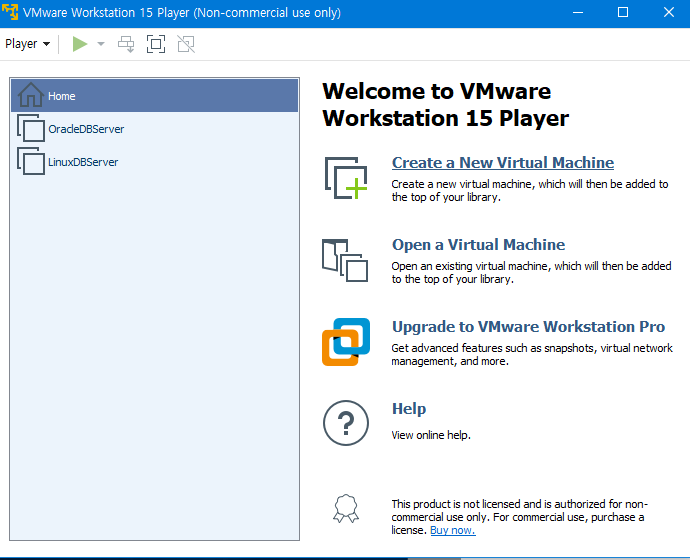 VMware Workstation 15 Player (Non-commercial use only)
Player
Home
OracleDBServer
LinuxDBServer
Welcome to VMware
Workstation 15 Player
Create a New Virtual Machine
Create a new virtual machine, which will then be added to
the top of your library.
Open a Virtual Machine
Open an existing virtual machine, which will then be added
to the top of your library.
Upgrade to VMware Workstation Pro
Get advanced features such as snapshots, virtual network
management, and more.
?
Help
View online help.
This product is not licensed and is authorized for non-
commercial use only. For commercial use, purchase a
license. Buy now.